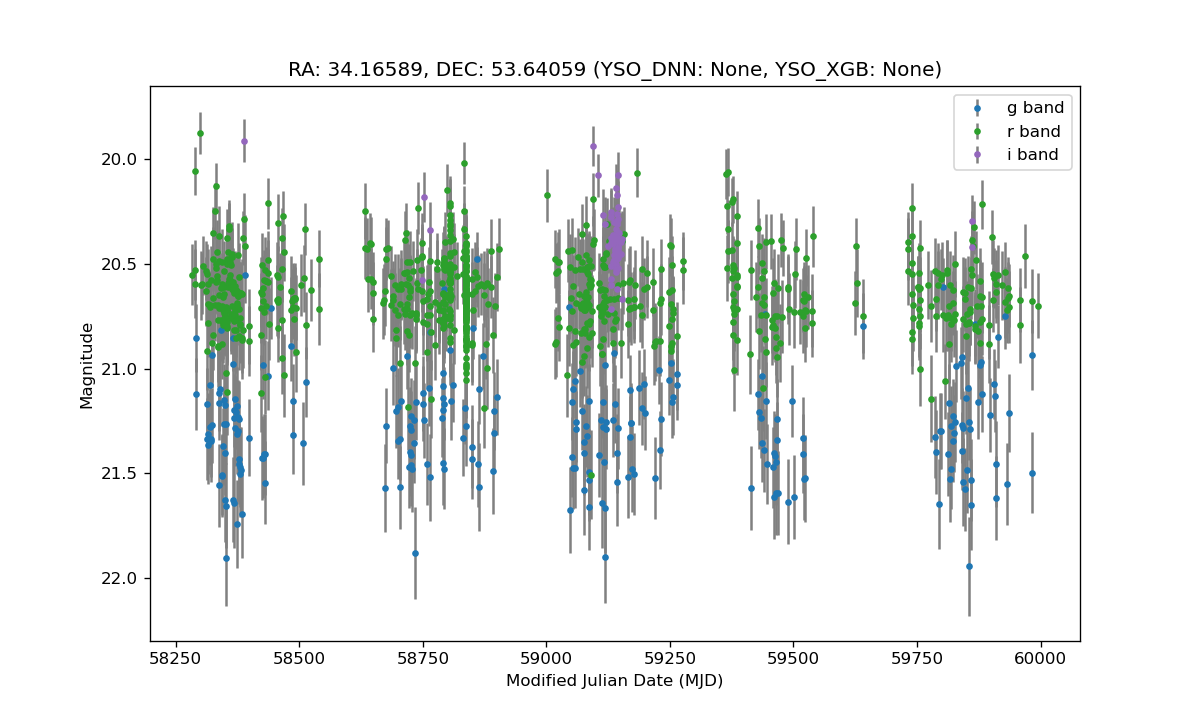 RA: 34.16589, DEC: 53.64059 (YSO_DNN: None, YSO_XGB: None)
g band
r band
i band
20.0
20.5
21.0
21.5
22.0
Magnitude
58250 58500 58750 59000 59250 59500 59750 60000
Modified Julian Date (MJD)